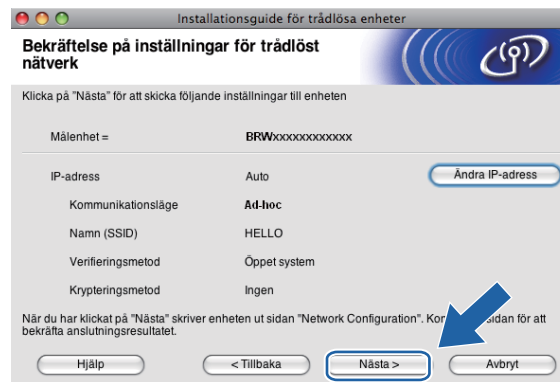 Installationsguide för trådlösa enheter
Bekräftelse på inställningar för trådlöst
nätverk
Klicka på "Nästa" för att skicka följande inställningar till enheten
Målenhet = BRWxxxxxxxxxxxx
IP-adress Auto Ändra IP-adress
Kommunikationsläge Ad-hoc
Namn (SSID) HELLO
Verifieringsmetod Öppet system
Krypteringsmetod Ingen
När du har klickat på "Nästa" skriver enheten ut sidan "Network Configuration". sidan för att
bekräfta anslutningsresultatet.
Hjälp < Tillbaka Nästa > Avbryt